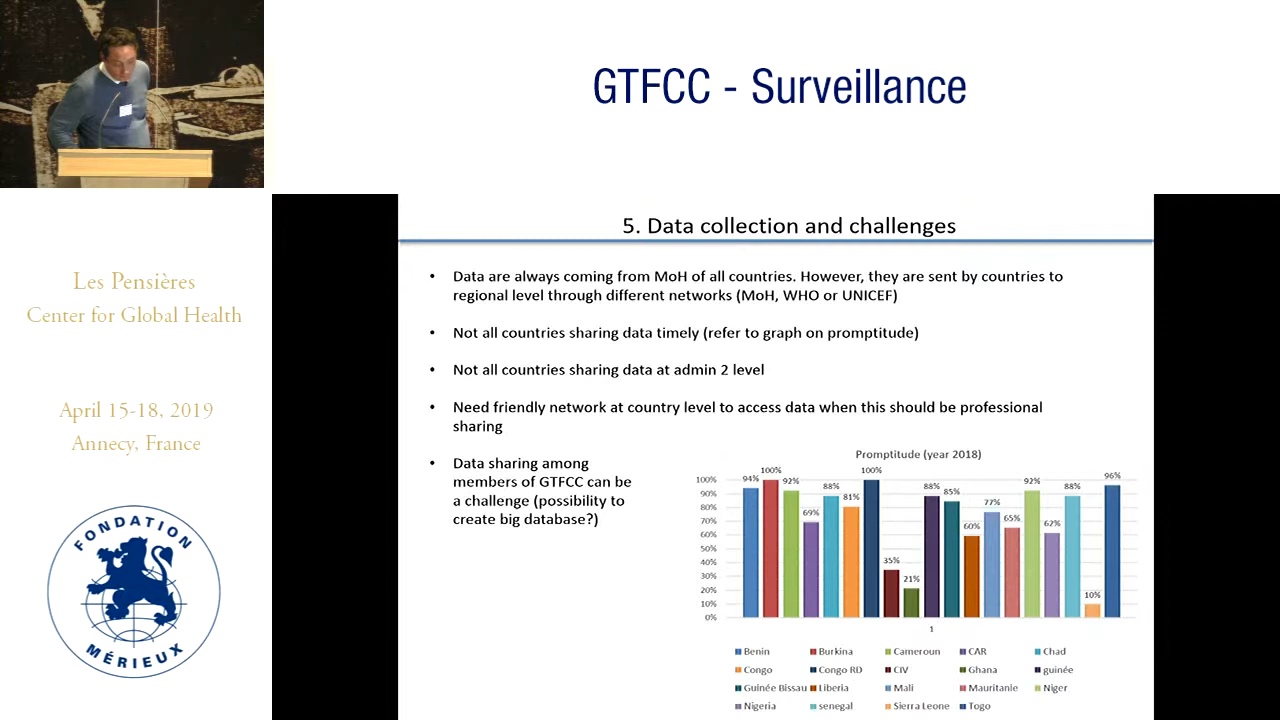 GTFCC - Surveillance
Les Pensières
Center for Global Health
April 15-18, 2019
Annecy, France
FONDATION
MÉRIEUX
5. Data collection and challenges
• Data are always coming from MoH of all countries. However, they are sent by countries to
regional level through different networks (MoH, WHO or UNICEF)
• Not all countries sharing data timely (refer to graph on promptitude)
• Not all countries sharing data at admin 2 level
• Need friendly network at country level to access data when this should be professional
sharing
• Data sharing among
members of GTFCC can be
a challenge (possibility to
create big database?)
Promptitude (year 2018)
100%
90%
80%
70%
60%
50%
40%
30%
20%
10%
0%
94% 100% 92% 69% 88% 81% 100% 35% 21% 88% 85% 60% 77% 65% 92% 62% 88% 10% 96%
1
Benin Burkina Cameroun CAR Chad
Congo Congo RD CIV Ghana guinée
Guinée Bissau Liberia Mali Mauritanie Niger
Nigeria senegal Sierra Leone Togo